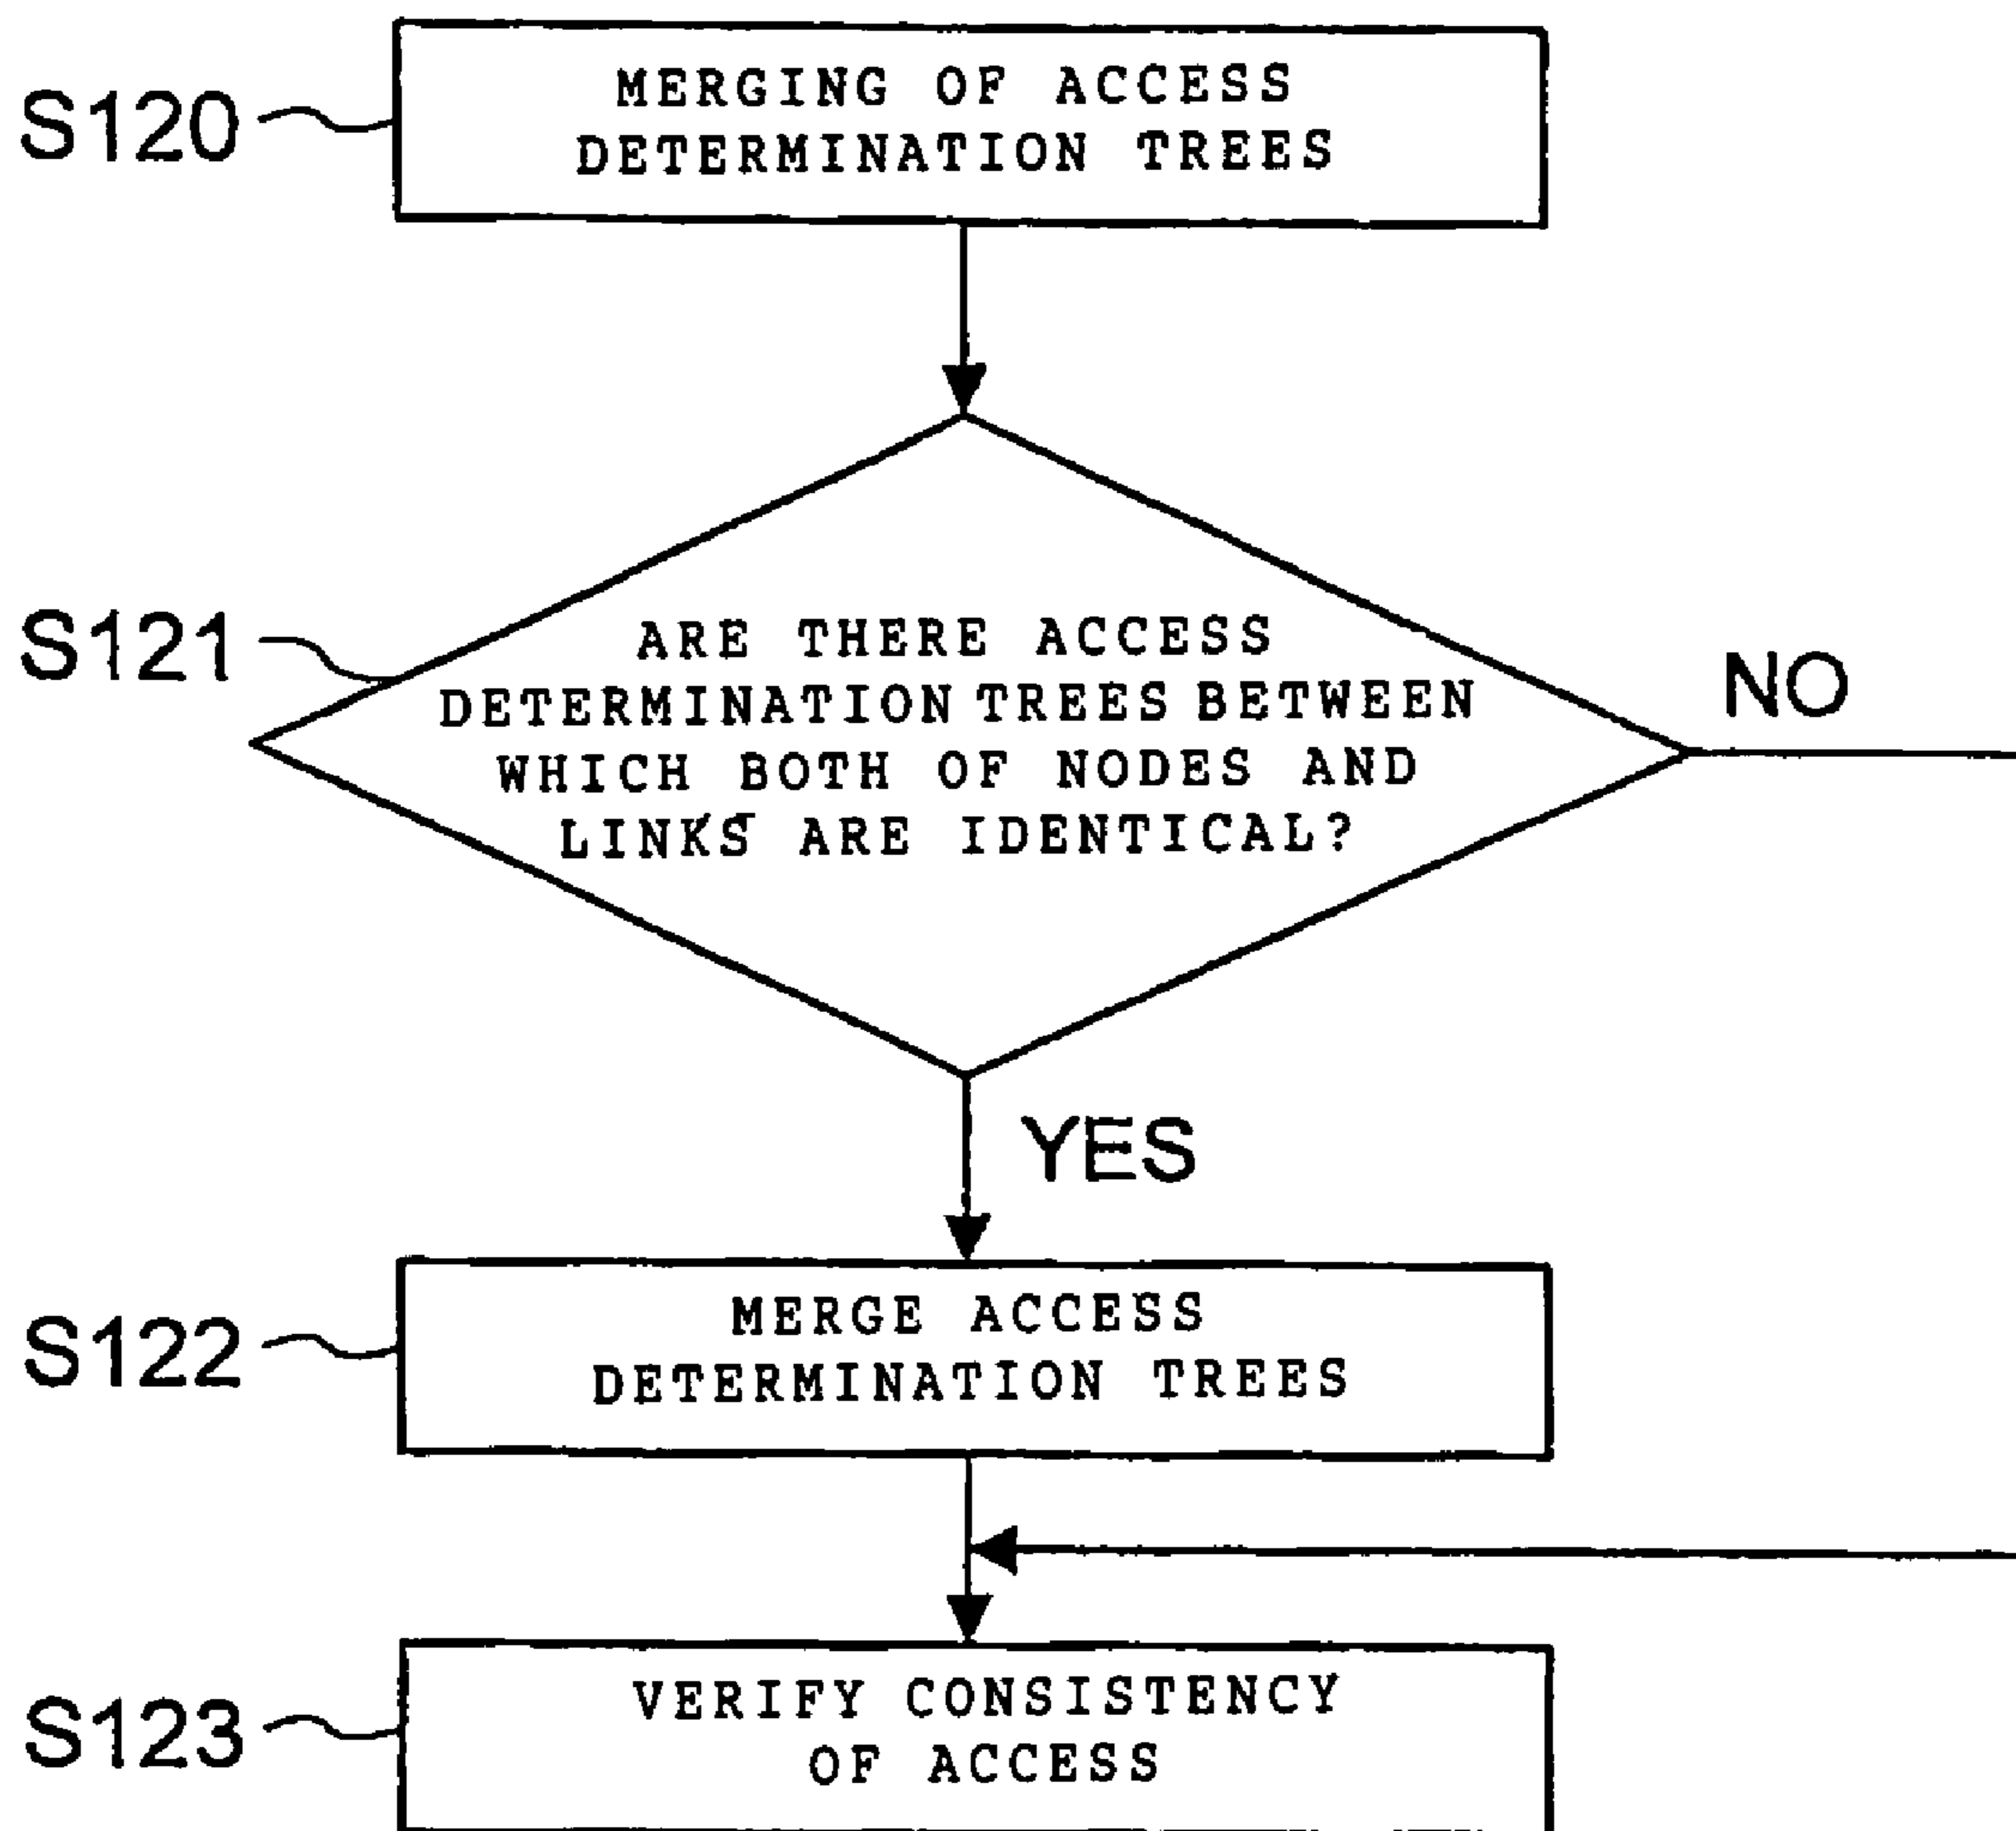 S120
MERGING OF ACCESS
DETERMINATION TREES
S121
ARE THERE ACCESS
DETERMINATION TREES BETWEEN
WHICH BOTH OF NODES AND
LINKS ARE IDENTICAL?
NO
YES
S122
MERGE ACCESS
DETERMINATION TREES
S123
VERIFY CONSISTENCY
OF ACCESS